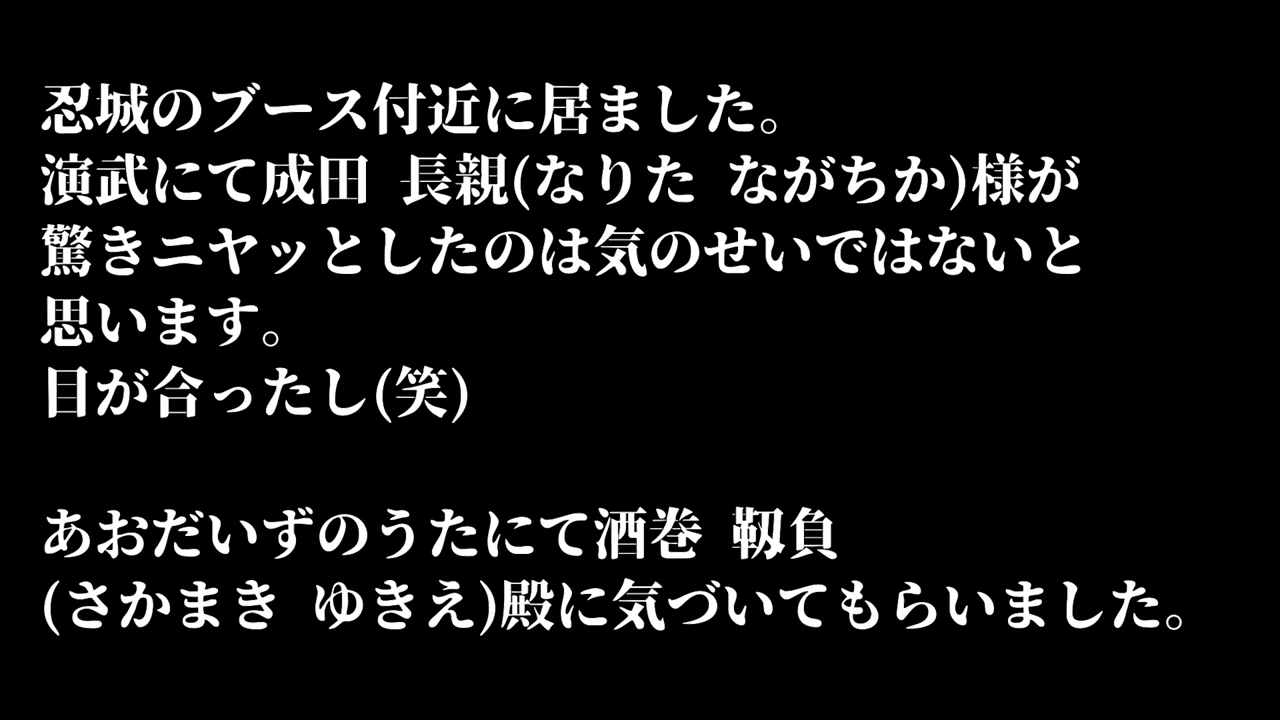 忍城のブース付近に居ました。
演武にて成田 長親(なりた ながちか)様が
驚きニヤッとしたのは気のせいではないと
思います。
目が合ったし(笑)
あおだいずのうたにて酒巻 靱負
(さかまき ゆきえ)殿に気づいてもらいました。